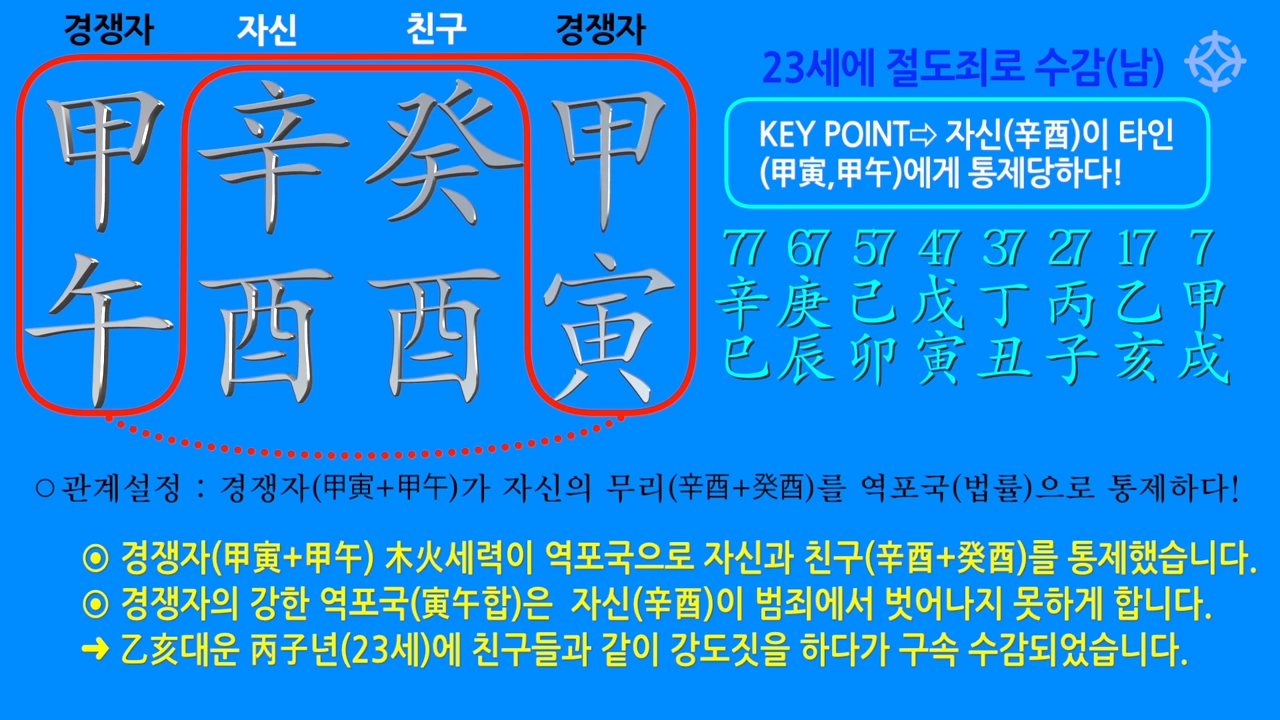 경쟁자 자신 친구 경쟁자
甲 辛 癸 甲
午 酉 酉 寅
23세에 절도죄로 수감(남)
KEY POINT⇨ 자신(辛酉)이 타인
(甲寅,甲午)에게 통제당하다!
77 67 57 47 37 27 17 7
辛 庚 己 戊 丁 丙 乙 甲
巳 辰 卯 寅 丑 子 亥 戌
○관계설정 : 경쟁자(甲寅+甲午)가 자신의 무리(辛酉+癸酉)를 역포국(법률)으로 통제하다!
◉ 경쟁자(甲寅+甲午) 木火세력이 역포국으로 자신과 친구(辛酉+癸酉)를 통제했습니다.
◉ 경쟁자의 강한 역포국(寅午합)은 자신(辛酉)이 범죄에서 벗어나지 못하게 합니다.
➜ 乙亥대운 丙子년(23세)에 친구들과 같이 강도짓을 하다가 구속 수감되었습니다.